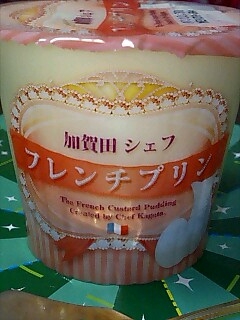 加賀田 シェフ
フレンチプリン
The French Custard Pudding
Created by Chef Kagata.